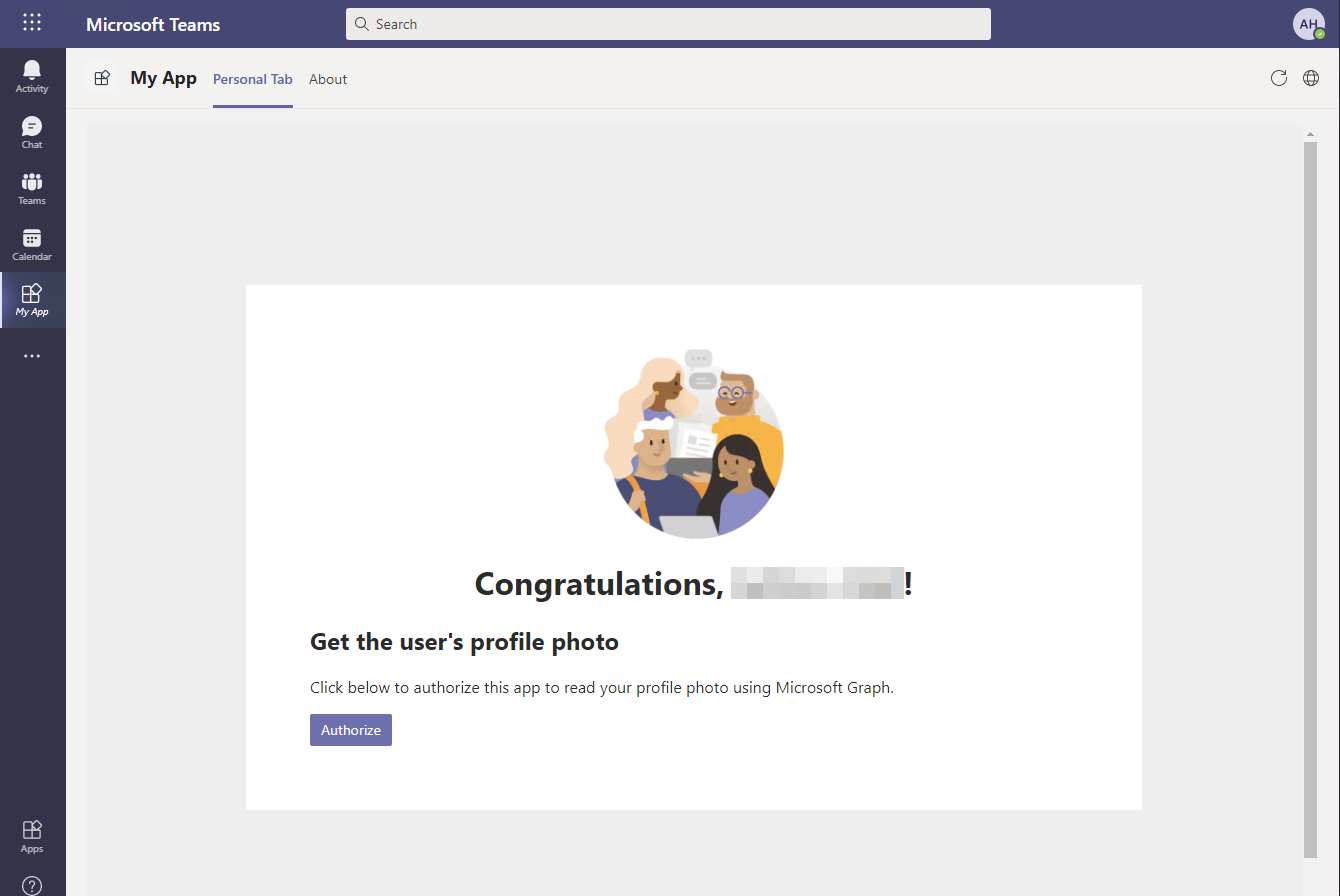 Microsoft Teams
Search
AH
Activity
Chat
Teams
Calendar
My App
Apps
My App Personal Tab About
Congratulations, !
Get the user's profile photo
Click below to authorize this app to read your profile photo using Microsoft Graph.
Authorize